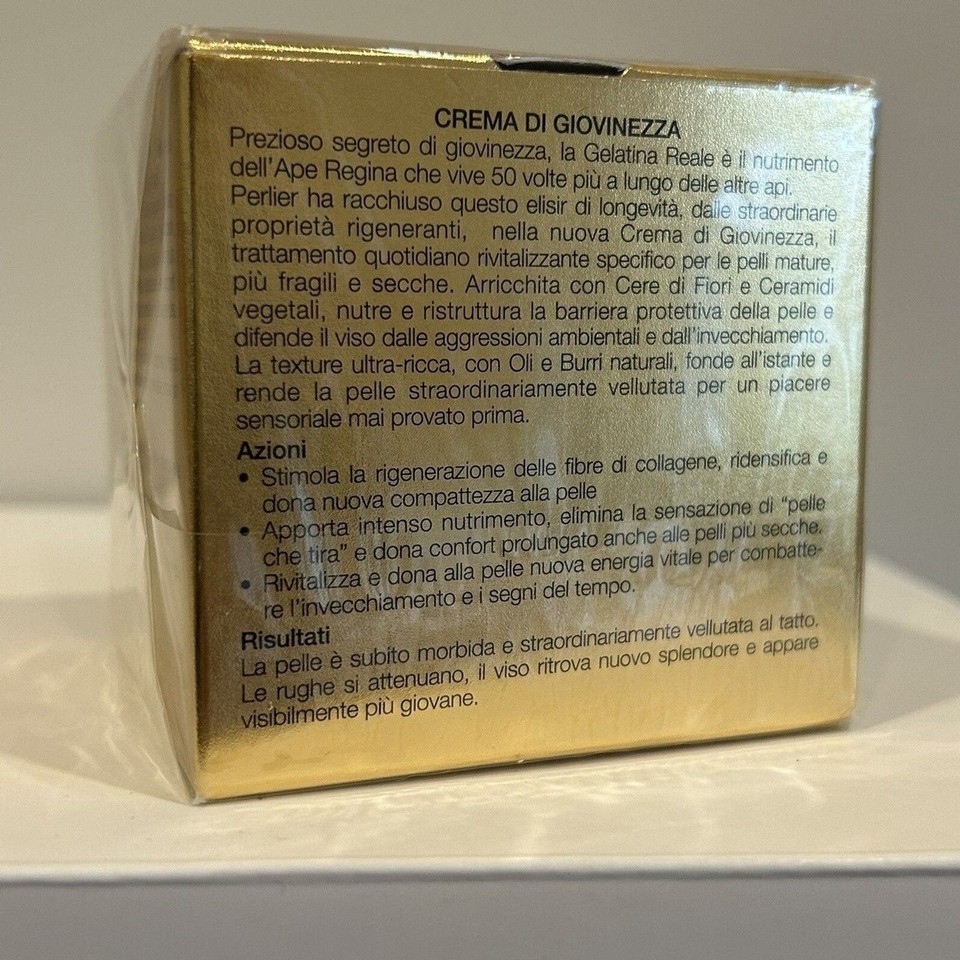 CREMA DI GIOVINEZZA
Prezioso segreto di giovinezza, la Gelatina Reale è il nutrimento
dell'Ape Regina che vive 50 volte più a lungo delle altre api.
Perlier ha racchiuso questo elisir di longevità, dalle straordinarie
proprietà rigeneranti, nella nuova Crema di Giovinezza, il
trattamento quotidiano rivitalizzante specifico per le pelli mature,
più fragili e secche. Arricchita con Cere di Fiori e Ceramidi
vegetali, nutre e ristruttura la barriera protettiva della pelle e
difende il viso dalle aggressioni ambientali e dall'invecchiamento.
La texture ultra-ricca, con Oli e Burri naturali, fonde all'istante e
rende la pelle straordinariamente vellutata per un piacere
sensoriale mai provato prima.
Azioni
• Stimola la rigenerazione delle fibre di collagene, ridensifica e
dona nuova compattezza alla pelle
• Apporta intenso nutrimento, elimina la sensazione di "pelle
che tira" e dona confort prolungato anche alle pelli più secche.
• Rivitalizza e dona alla pelle nuova energia vitale per combatte-
re l'invecchiamento e i segni del tempo.
Risultati
La pelle è subito morbida e straordinariamente vellutata al tatto.
Le rughe si attenuano, il viso ritrova nuovo splendore e appare
visibilmente più giovane.